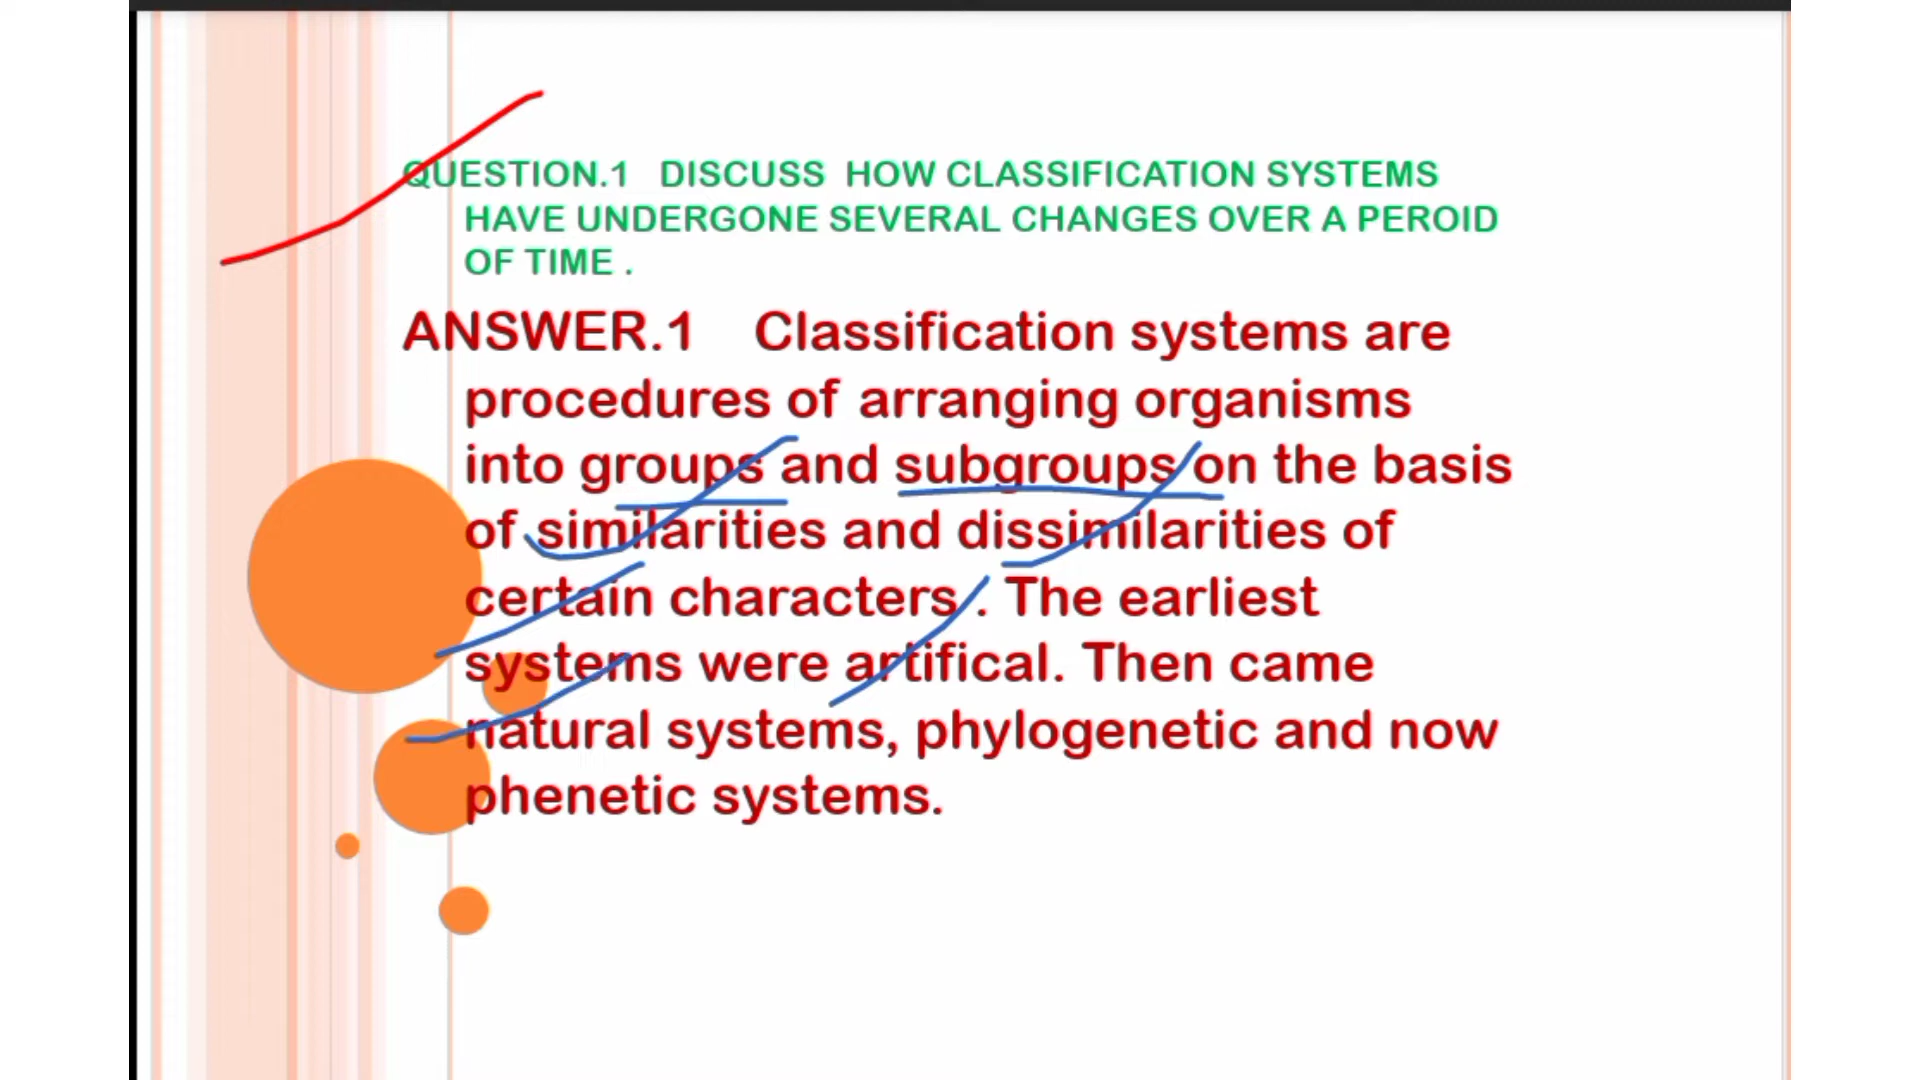 QUESTION.1 DISCUSS HOW CLASSIFICATION SYSTEMS
HAVE UNDERGONE SEVERAL CHANGES OVER A PEROID
OF TIME .
ANSWER.1 Classification systems are
procedures of arranging organisms
into groups and subgroups on the basis
of similarities and dissimilarities of
certain characters . The earliest
systems were artifical. Then came
natural systems, phylogenetic and now
phenetic systems.